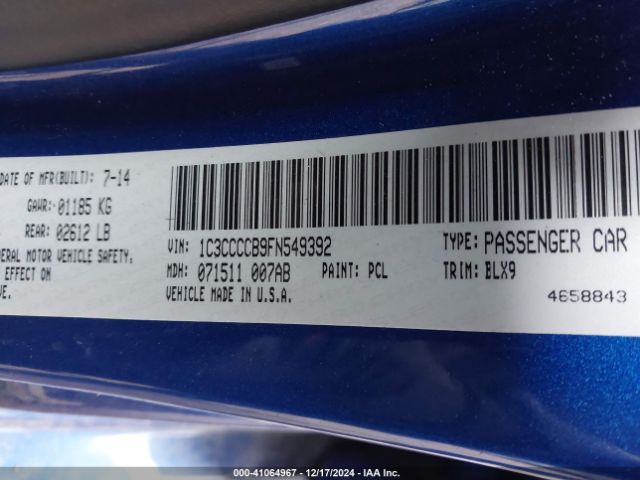 DATE OF MFR(BUILT): 7-14
GAWR: 01185 KG
REAR: 02612 LB
ERAL MOTOR VEHICLE SAFETY.
EFFECT ON
VE.
VIN: 1C3CCCCB9FN549392
TYPE: PASSENGER CAR
MDH: 071511 007AB PAINT: PCL
TRIM: BLX9
VEHICLE MADE IN U.S.A.
4658843
000-41064967 - 12/17/2024 - IAA Inc.